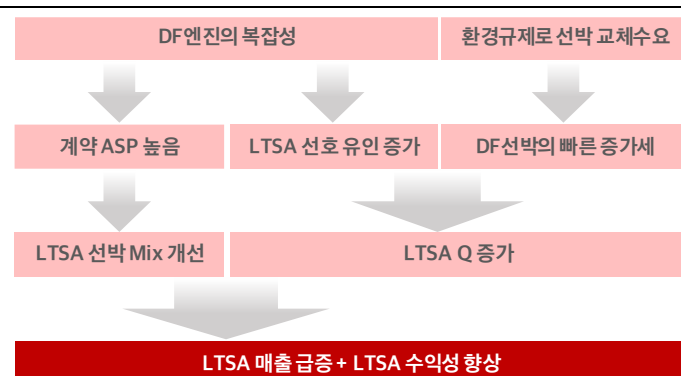 DF엔진의 복잡성
환경규제로 선박 교체수요
계약 ASP 높음
LTSA 선호 유인 증가
DF선박의 빠른 증가세
LTSA 선박 Mix 개선
LTSA Q 증가
LTSA 매출 급증 + LTSA 수익성 향상